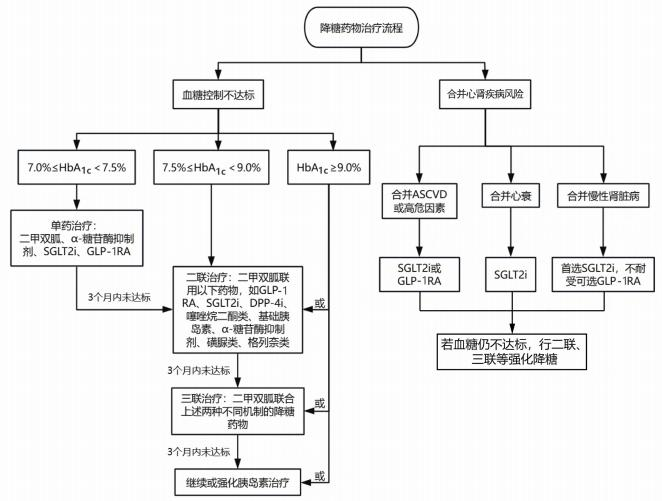 降糖药物治疗流程
血糖控制不达标
合并心肾疾病风险
7.0%≤HbA1c＜7.5%
7.5%≤HbA1c＜9.0%
HbA1c≥9.0%
合并ASCVD
或高危因素
合并心衰
合并慢性肾脏病
单药治疗：
二甲双胍、α-糖苷酶抑制
剂、SGLT2i、GLP-1RA
SGLT2i或
GLP-1RA
SGLT2i
首选SGLT2i，不耐
受可选GLP-1RA
3个月内未达标
二联治疗：二甲双胍联
用以下药物，如GLP-1
RA、SGLT2i、DPP-4i、
噻唑烷二酮类、基础胰
岛素、α-糖苷酶抑制
剂、磺脲类、格列奈类
或
若血糖仍不达标，行二联、
三联等强化降糖
3个月内未达标
三联治疗：二甲双胍联合
上述两种不同机制的降糖
药物
或
3个月内未达标
继续或强化胰岛素治疗
或